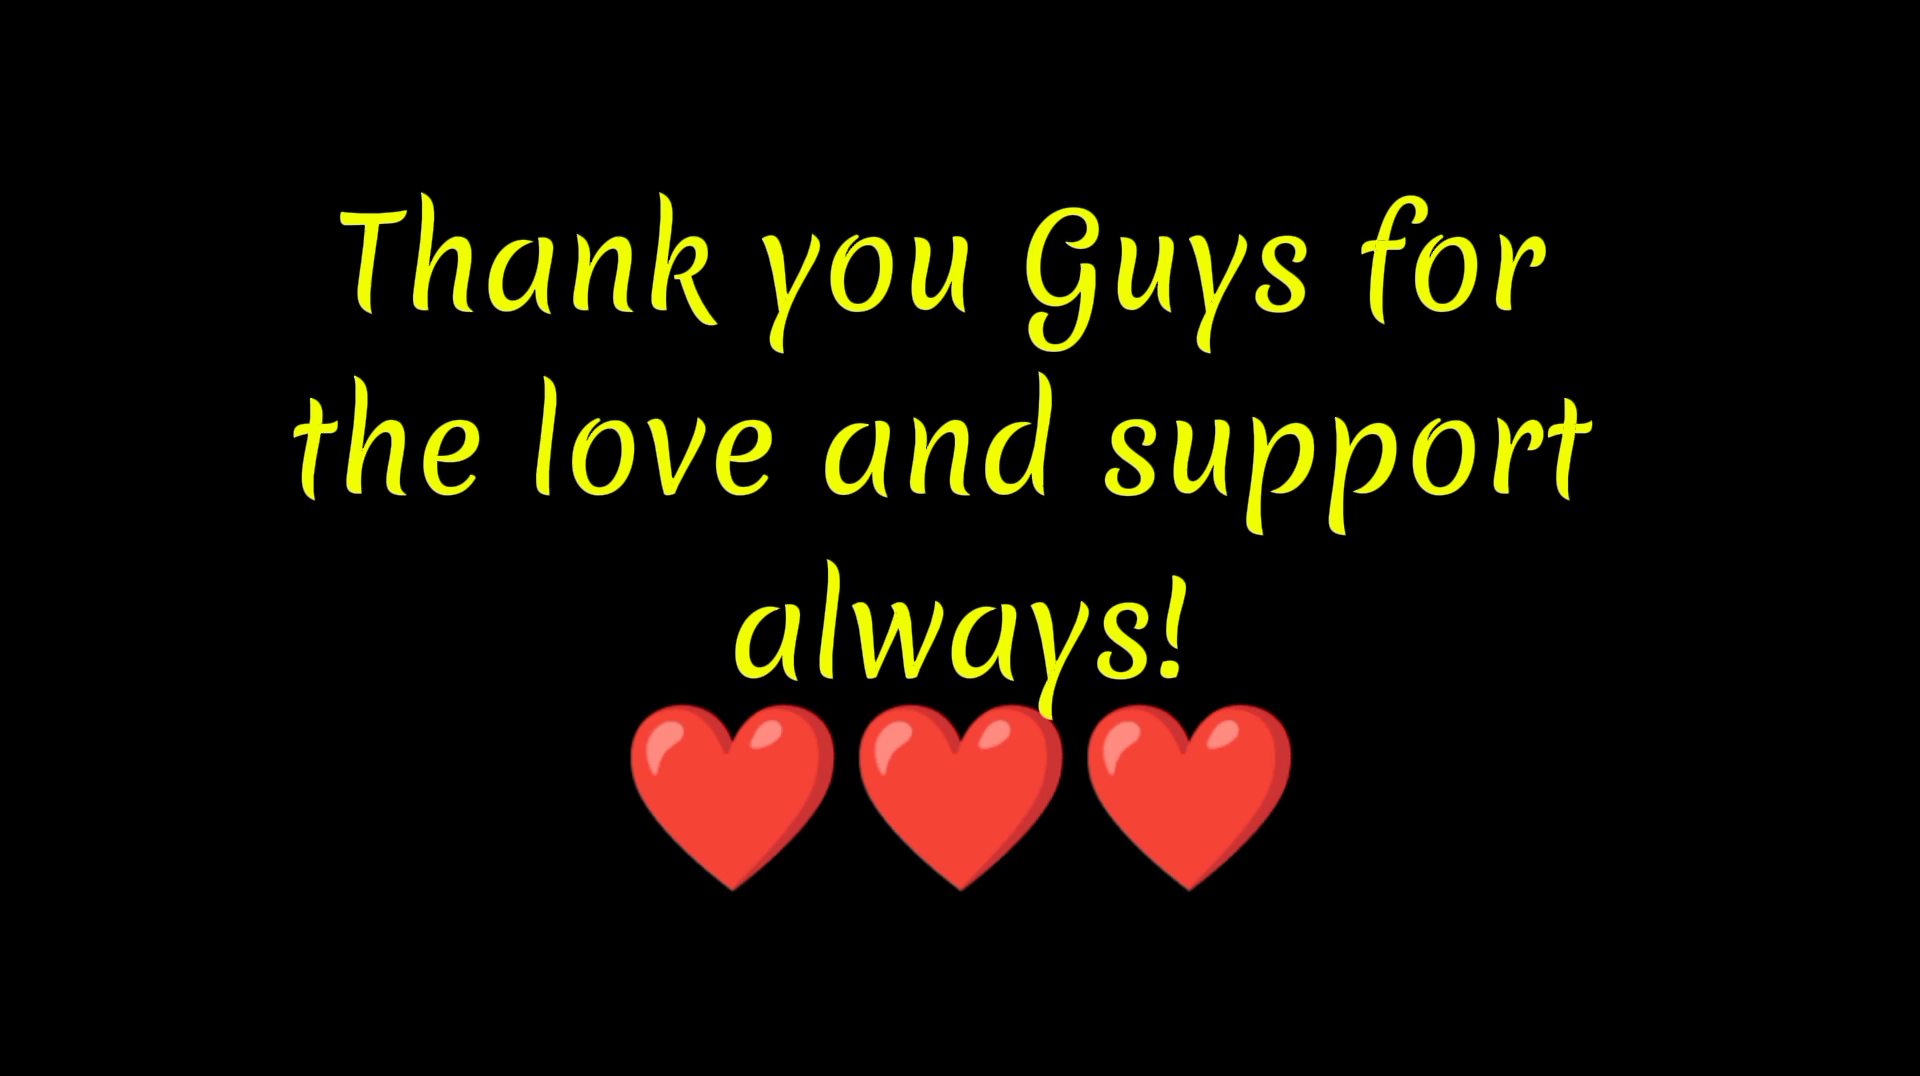 Thank you Guys for
the love and support
always!
❤️❤️❤️